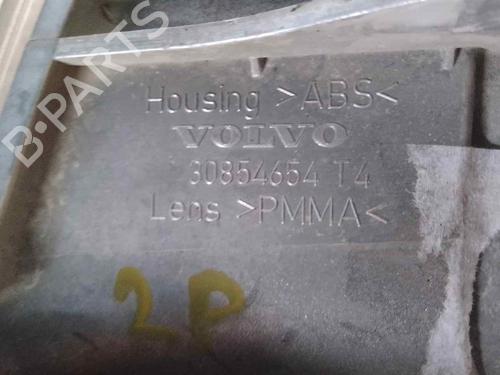 B-PARTS
Housing >ABS<
VOLVO
30854654 T4
Lens >PMMA<
2P